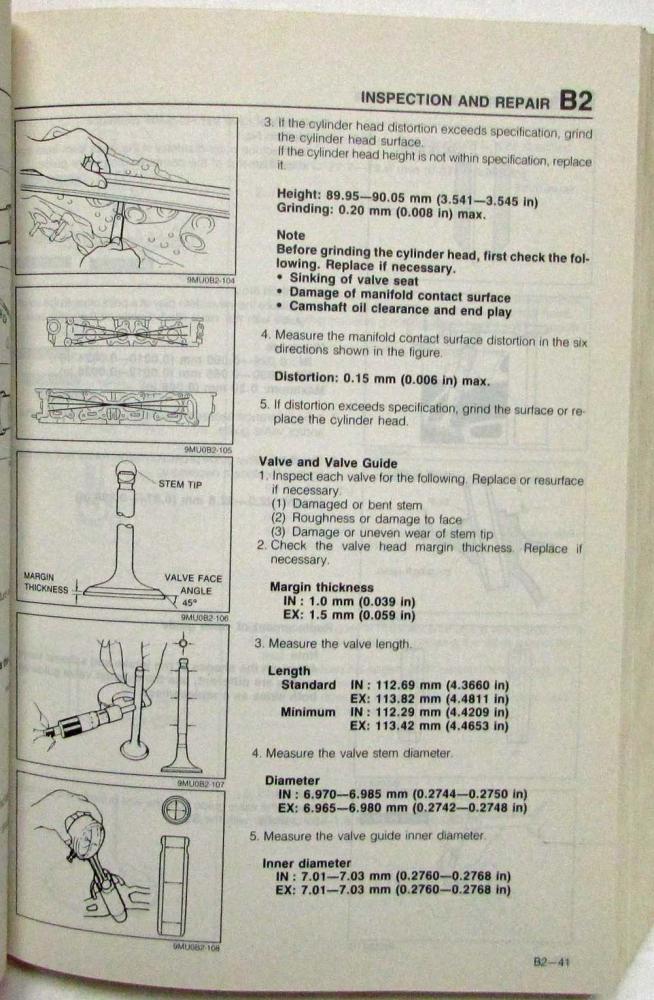 INSPECTION AND REPAIR B2
3. If the cylinder head distortion exceeds specification, grind
the cylinder head surface.
If the cylinder head height is not within specification, replace
it.
Height: 89.95—90.05 mm (3.541—3.545 in)
Grinding: 0.20 mm (0.008 in) max.
Note
Before grinding the cylinder head, first check the fol-
lowing. Replace if necessary.
• Sinking of valve seat
• Damage of manifold contact surface
• Camshaft oil clearance and end play
9MU0B2-104
4. Measure the manifold contact surface distortion in the six
directions shown in the figure.
Distortion: 0.15 mm (0.006 in) max.
5. If distortion exceeds specification, grind the surface or re-
place the cylinder head.
9MU0B2-105
Valve and Valve Guide
1. Inspect each valve for the following. Replace or resurface
if necessary.
(1) Damaged or bent stem
(2) Roughness or damage to face
(3) Damage or uneven wear of stem tip
2. Check the valve head margin thickness. Replace if
necessary.
Margin thickness
IN : 1.0 mm (0.039 in)
EX: 1.5 mm (0.059 in)
STEM TIP
MARGIN
THICKNESS
VALVE FACE
ANGLE
45°
9MU0B2-106
3. Measure the valve length.
Length
Standard IN : 112.69 mm (4.3660 in)
EX: 113.82 mm (4.4811 in)
Minimum IN : 112.29 mm (4.4209 in)
EX: 113.42 mm (4.4653 in)
4. Measure the valve stem diameter.
Diameter
IN : 6.970—6.985 mm (0.2744—0.2750 in)
EX: 6.965—6.980 mm (0.2742—0.2748 in)
9MU0B2-107
5. Measure the valve guide inner diameter.
Inner diameter
IN : 7.01—7.03 mm (0.2760—0.2768 in)
EX: 7.01—7.03 mm (0.2760—0.2768 in)
9MU0B2-108
B2—41